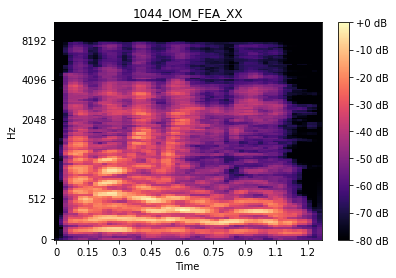 1044_IOM_FEA_XX
+0 dB
8192
-10 dB
4096
-20 dB
-30 dB
2048
Hz
-40 dB
1024
-50 dB
512
-60 dB
-70 dB
0
-80 dB
0 0.15 0.3 0.45 0.6 0.75 0.9 1.1 1.2
Time